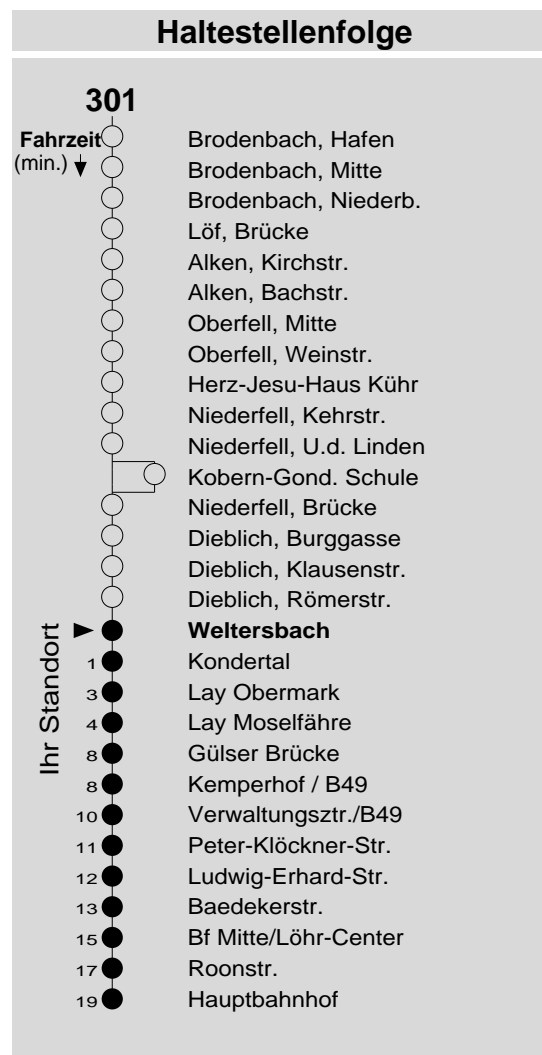 Haltestellenfolge
301
Fahrzeit
(min.)
Brodenbach, Hafen
Brodenbach, Mitte
Brodenbach, Niederb.
Löf, Brücke
Alken, Kirchstr.
Alken, Bachstr.
Oberfell, Mitte
Oberfell, Weinstr.
Herz-Jesu-Haus Kühr
Niederfell, Kehrstr.
Niederfell, U.d. Linden
Kobern-Gond. Schule
Niederfell, Brücke
Dieblich, Burggasse
Dieblich, Klausenstr.
Dieblich, Römerstr.
Ihr Standort
Weltersbach
1 Kondertal
3 Lay Obermark
4 Lay Moselfähre
8 Gülser Brücke
8 Kemperhof / B49
10 Verwaltungsztr./B49
11 Peter-Klöckner-Str.
12 Ludwig-Erhard-Str.
13 Baedekerstr.
15 Bf Mitte/Löhr-Center
17 Roonstr.
19 Hauptbahnhof